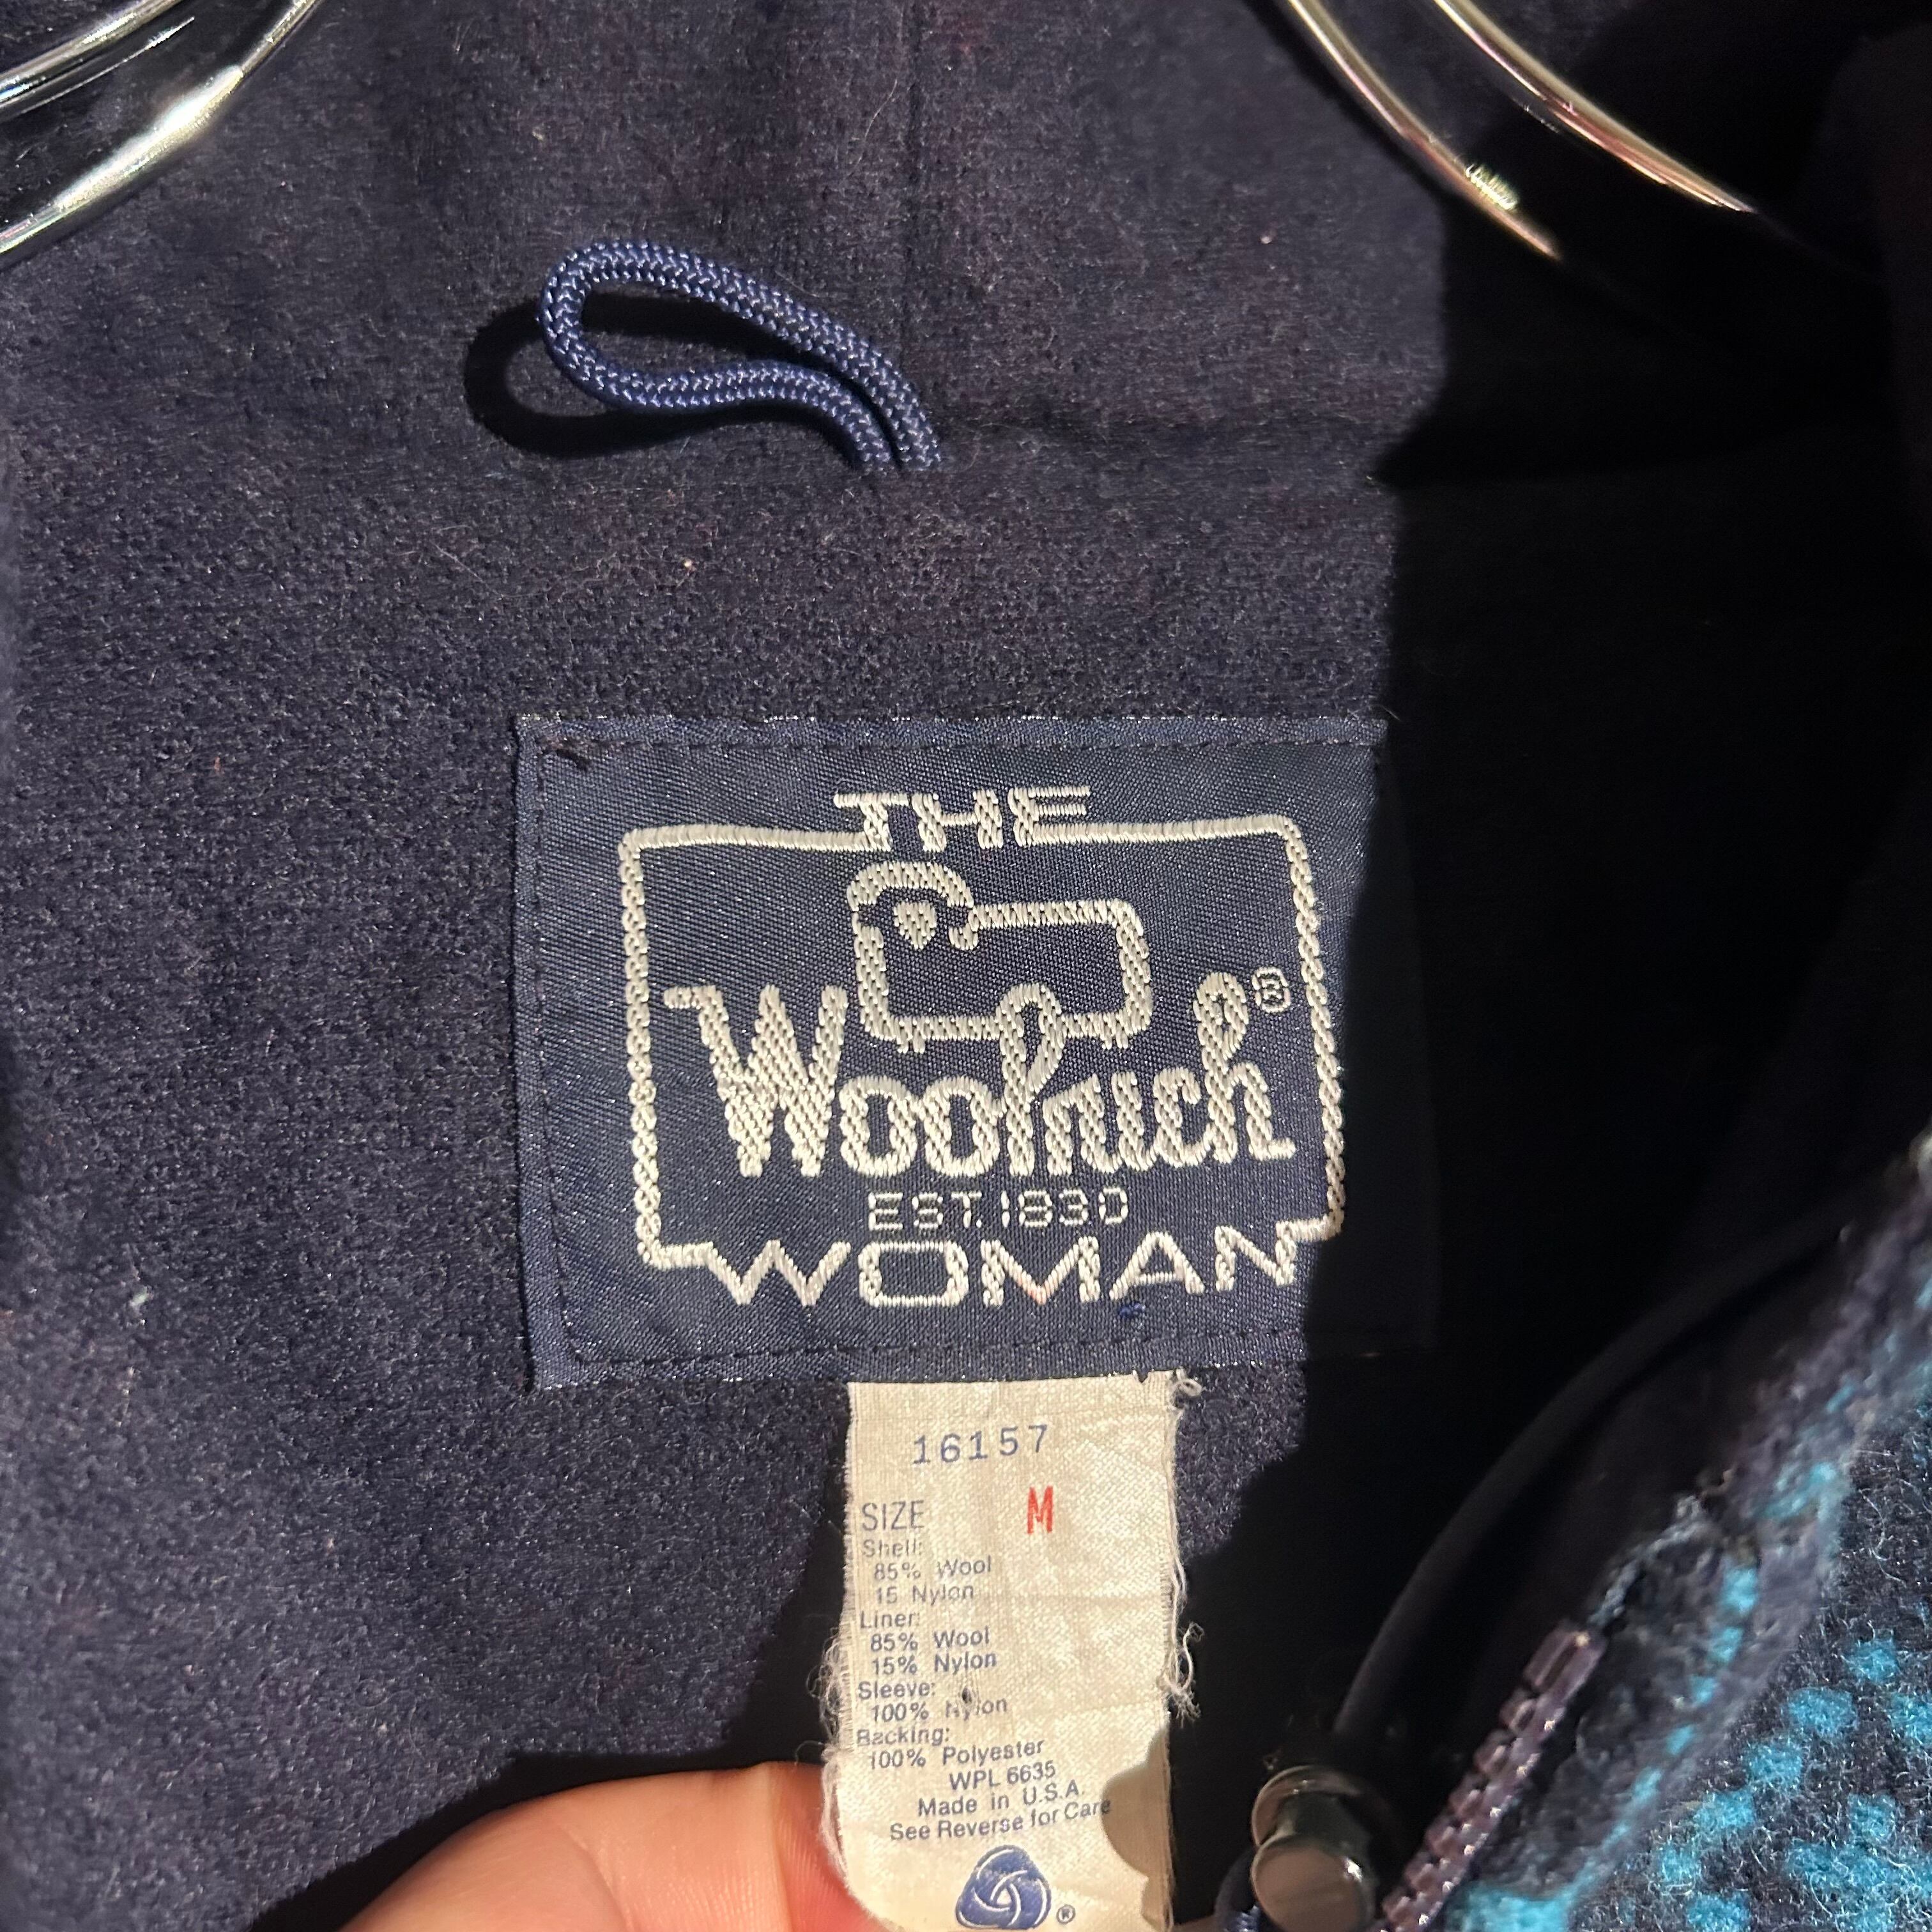 THE
Woolrich®
EST. 1830
WOMAN
16157
SIZE M
Shell:
85% Wool
15 Nylon
Liner:
85% Wool
15% Nylon
Sleeve:
100% Nylon
Backing:
100% Polyester
WPL 6635
Made in U.S.A.
See Reverse for Care
®